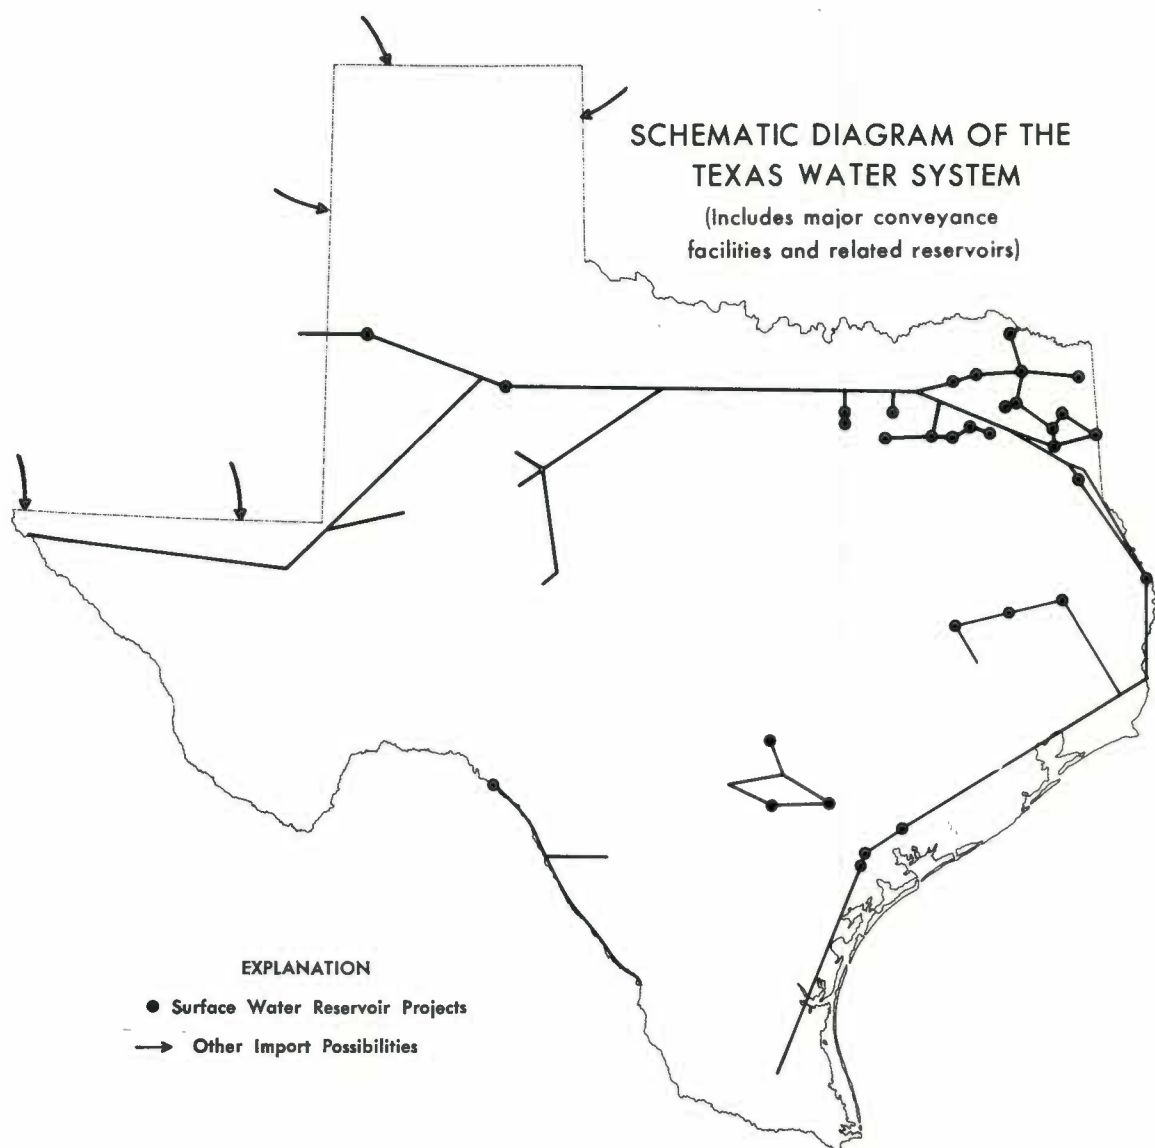 SCHEMATIC DIAGRAM OF THE
TEXAS WATER SYSTEM
(Includes major conveyance
facilities and related reservoirs)
EXPLANATION
Surface Water Reservoir Projects
Other Import Possibilities